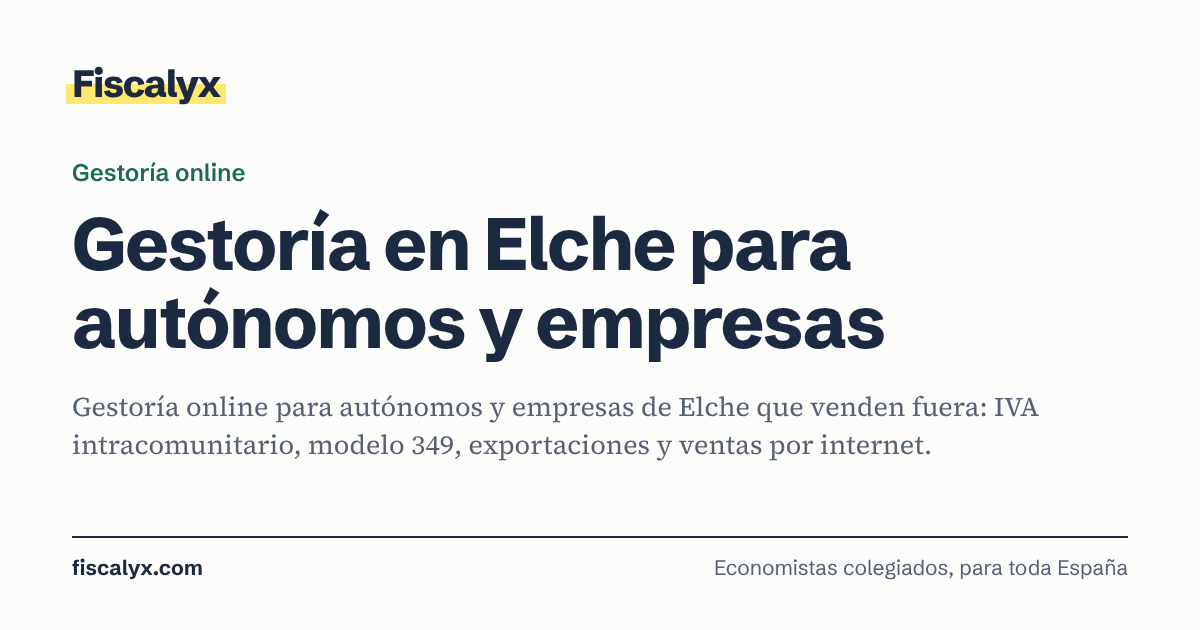 Fiscalyx
Gestoría online
Gestoría en Elche para
autónomos y empresas
Gestoría online para autónomos y empresas de Elche que venden fuera: IVA
intracomunitario, modelo 349, exportaciones y ventas por internet.
fiscalyx.com
Economistas colegiados, para toda España